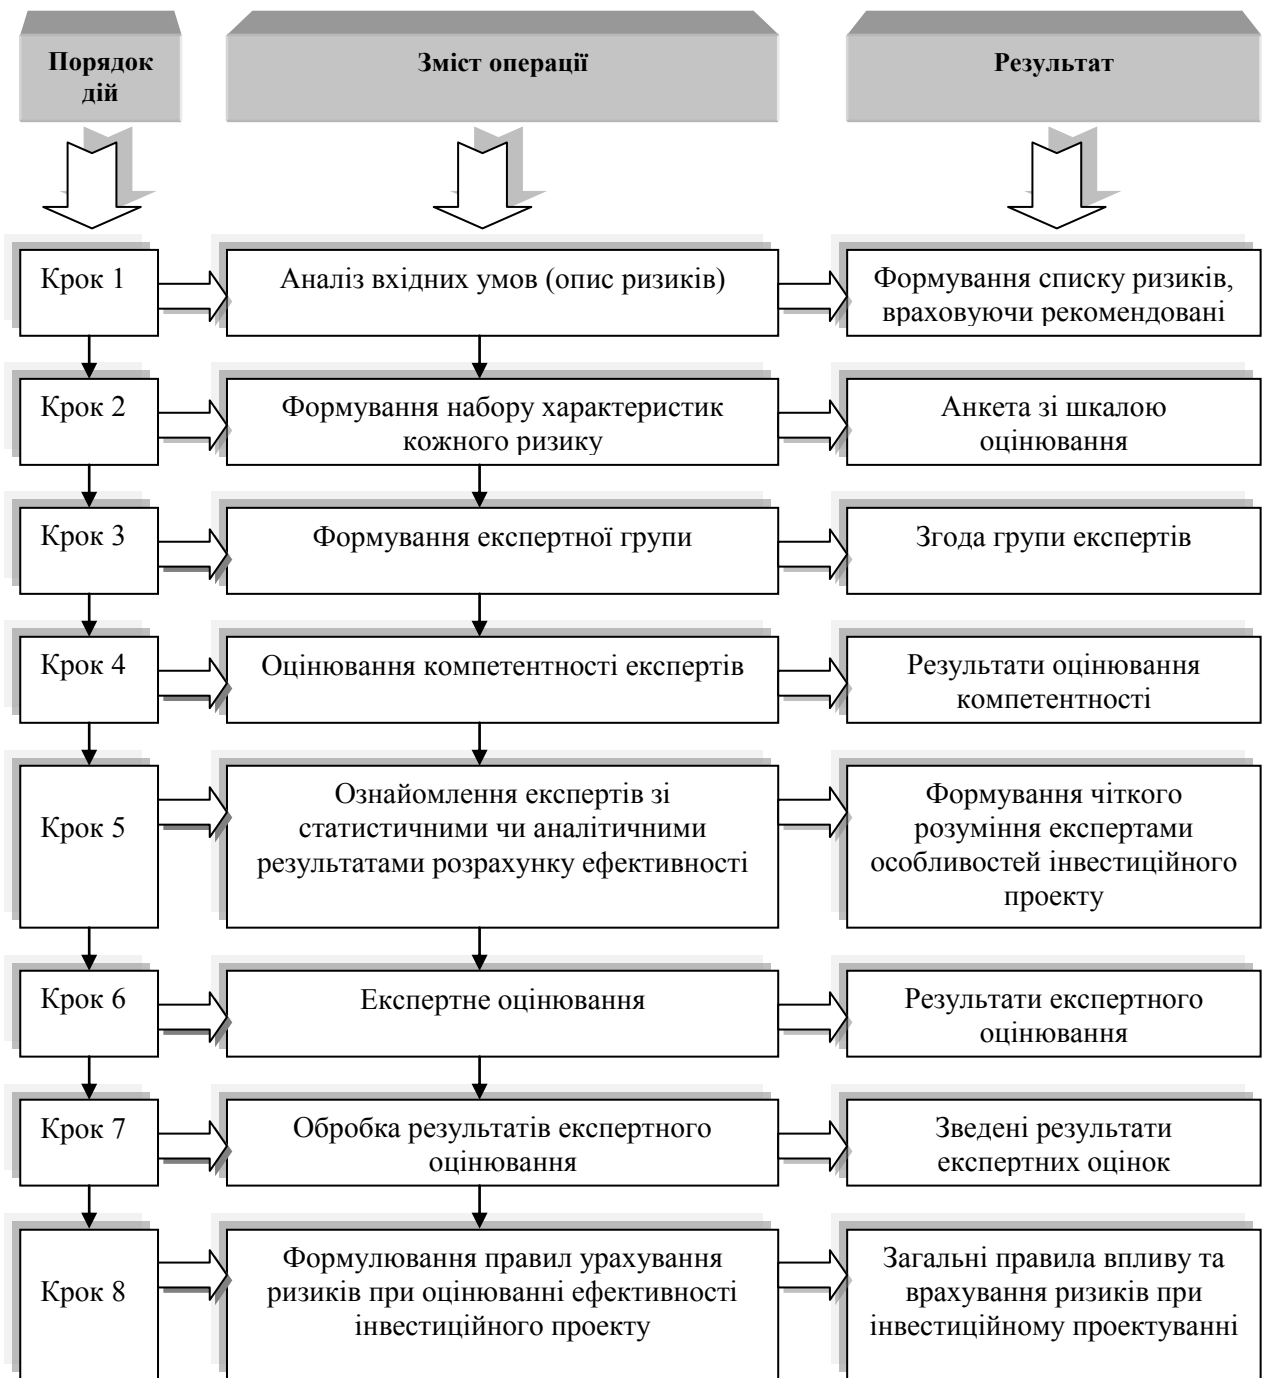 Порядок
дій
Зміст операції
Результат
Крок 1
Аналіз вхідних умов (опис ризиків)
Формування списку ризиків,
враховуючи рекомендовані
Крок 2
Формування набору характеристик
кожного ризику
Анкета зі шкалою
оцінювання
Крок 3
Формування експертної групи
Згода групи експертів
Крок 4
Оцінювання компетентності експертів
Результати оцінювання
компетентності
Крок 5
Ознайомлення експертів зі
статистичними чи аналітичними
результатами розрахунку ефективності
Формування чіткого
розуміння експертами
особливостей інвестиційного
проекту
Крок 6
Експертне оцінювання
Результати експертного
оцінювання
Крок 7
Обробка результатів експертного
оцінювання
Зведені результати
експертних оцінок
Крок 8
Формулювання правил урахування
ризиків при оцінюванні ефективності
інвестиційного проекту
Загальні правила впливу та
врахування ризиків при
інвестиційному проектуванні